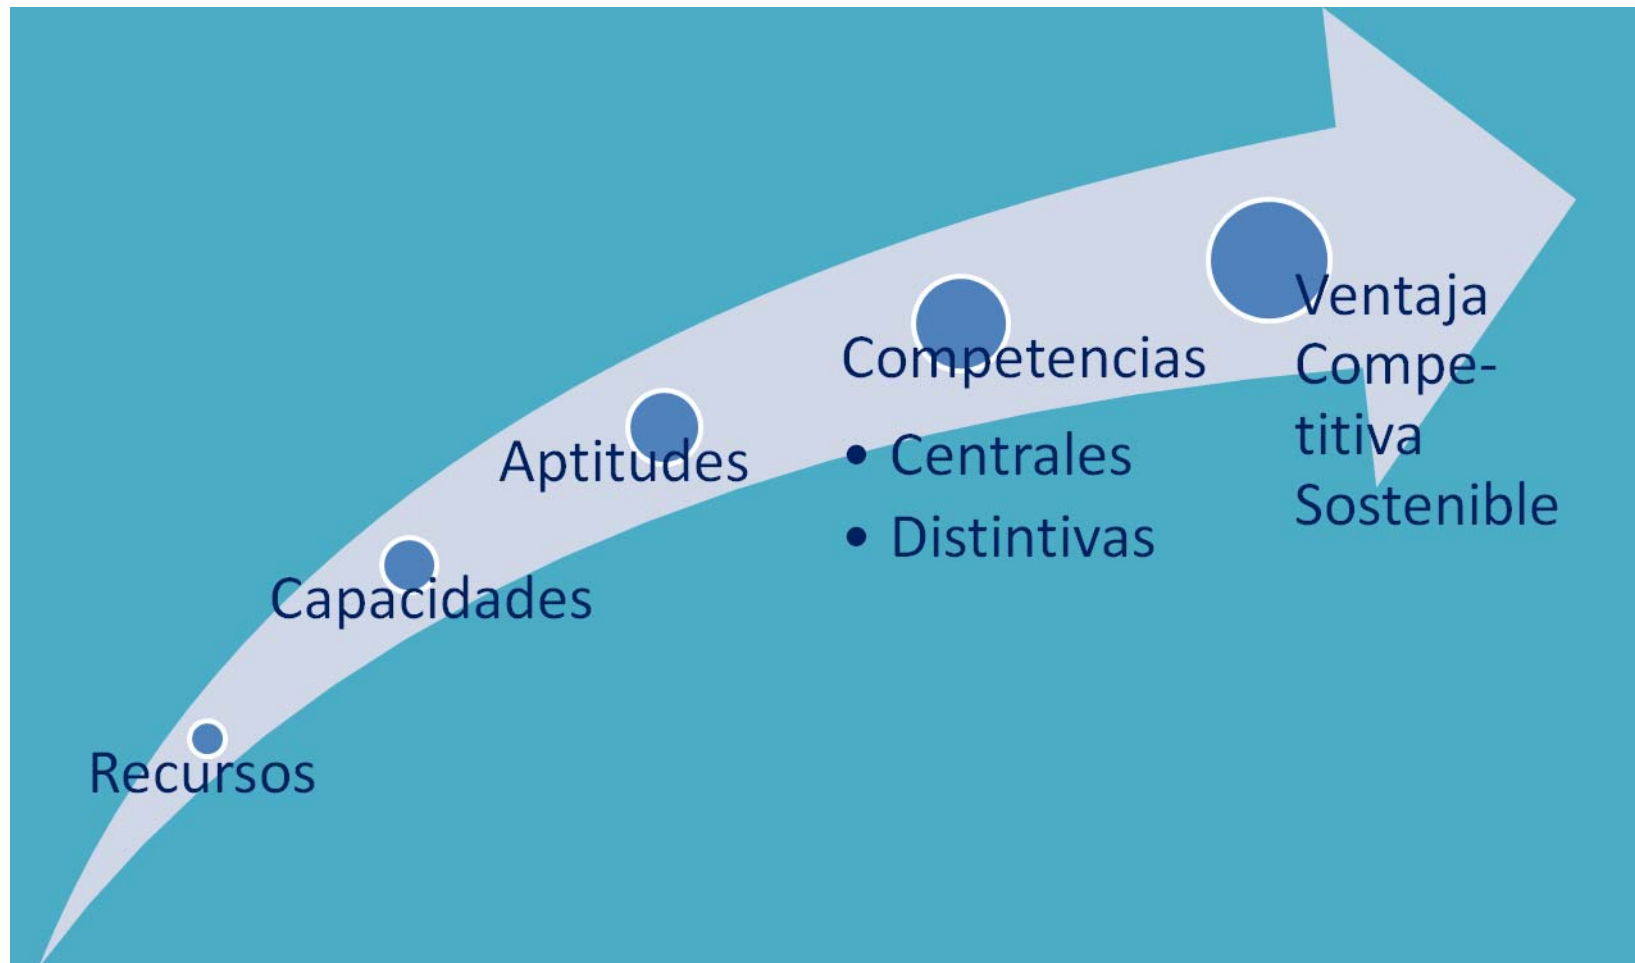 Recursos
Capacidades
Aptitudes
Competencias
• Centrales
• Distintivas
Ventaja
Compe-
titiva
Sostenible